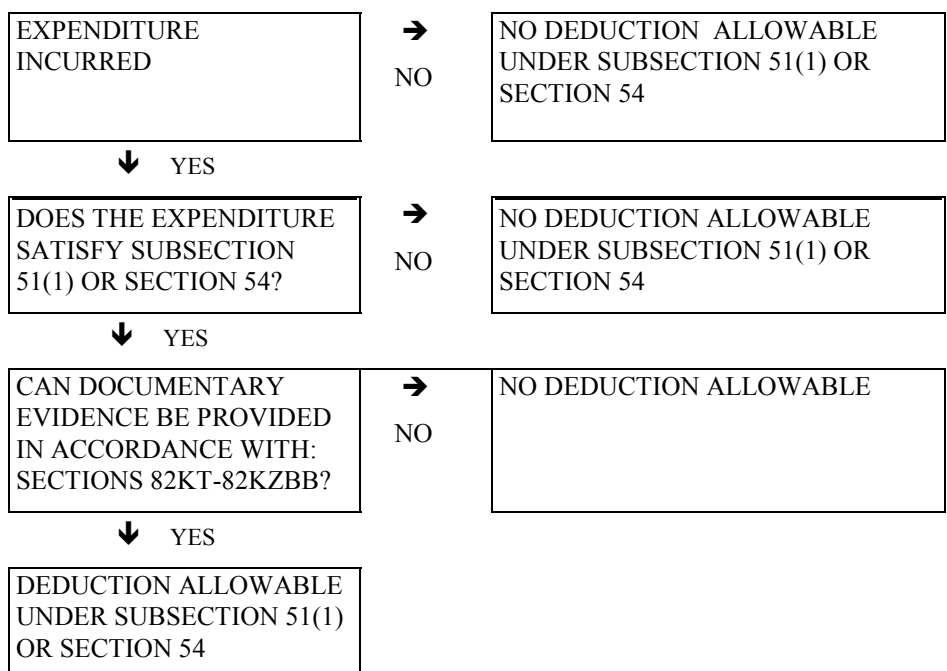 EXPENDITURE
INCURRED
➔
NO
NO DEDUCTION ALLOWABLE
UNDER SUBSECTION 51(1) OR
SECTION 54
🡻 YES
DOES THE EXPENDITURE
SATISFY SUBSECTION
51(1) OR SECTION 54?
➔
NO
NO DEDUCTION ALLOWABLE
UNDER SUBSECTION 51(1) OR
SECTION 54
🡻 YES
CAN DOCUMENTARY
EVIDENCE BE PROVIDED
IN ACCORDANCE WITH:
SECTIONS 82KT-82KZBB?
➔
NO
NO DEDUCTION ALLOWABLE
🡻 YES
DEDUCTION ALLOWABLE
UNDER SUBSECTION 51(1)
OR SECTION 54